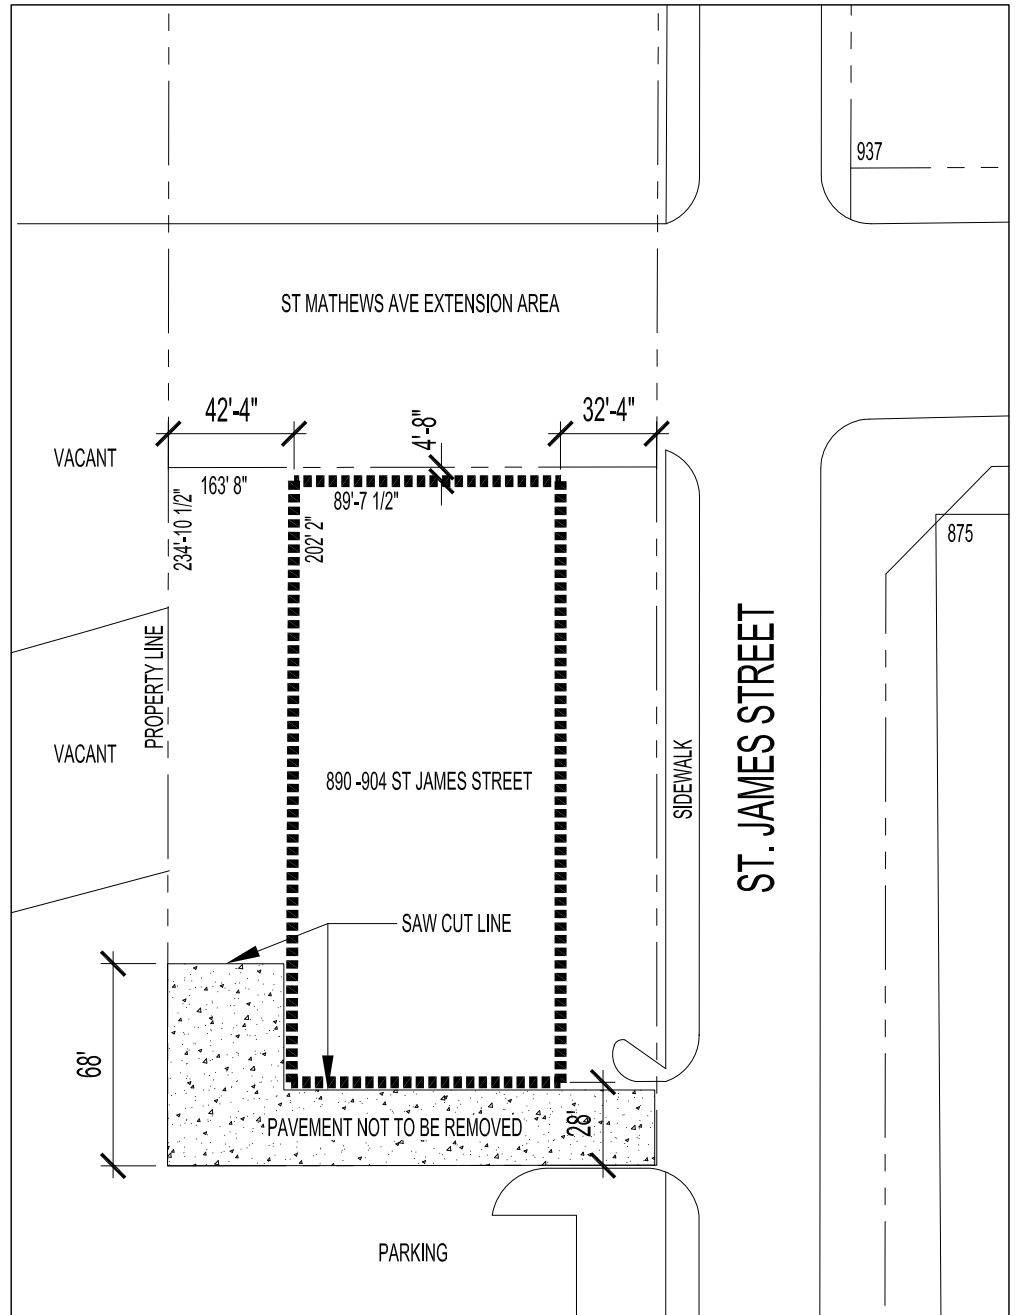 937
ST MATHEWS AVE EXTENSION AREA
42'-4"
4'-8"
32'-4"
VACANT
163' 8"
89'-7 1/2"
234'-10 1/2"
202' 2"
875
PROPERTY LINE
ST. JAMES STREET
VACANT
SIDEWALK
890 -904 ST JAMES STREET
SAW CUT LINE
68'
PAVEMENT NOT TO BE REMOVED
28'
PARKING